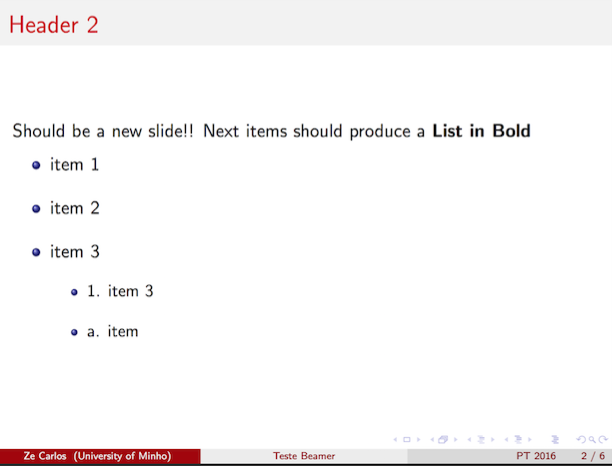 Header 2
Should be a new slide!! Next items should produce a List in Bold
item 1
item 2
item 3
1. item 3
a. item
Ze Carlos (University of Minho) Teste Beamer PT 2016 2 / 6